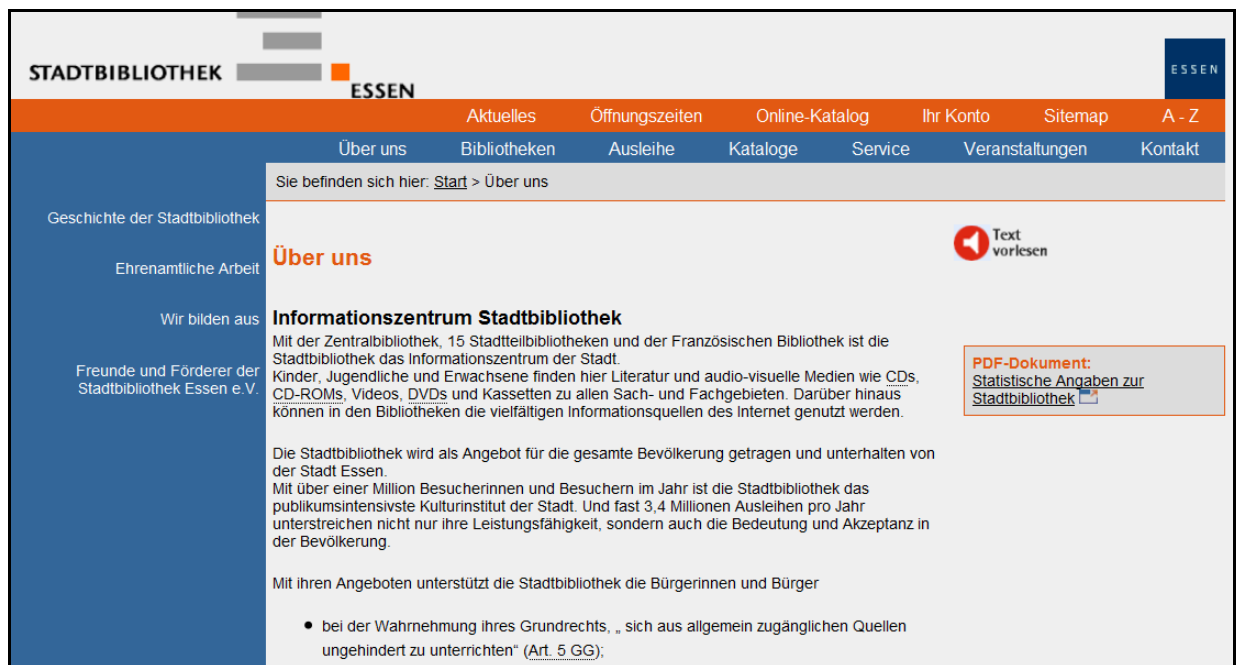 STADTBIBLIOTHEK
ESSEN
ESSEN
Aktuelles Öffnungszeiten Online-Katalog Ihr Konto Sitemap A - Z
Über uns Bibliotheken Ausleihe Kataloge Service Veranstaltungen Kontakt
Sie befinden sich hier: Start > Über uns
Geschichte der Stadtbibliothek
Ehrenamtliche Arbeit
Wir bilden aus
Freunde und Förderer der
Stadtbibliothek Essen e.V.
Über uns
Text
vorlesen
Informationszentrum Stadtbibliothek
Mit der Zentralbibliothek, 15 Stadtteilbibliotheken und der Französischen Bibliothek ist die
Stadtbibliothek das Informationszentrum der Stadt.
Kinder, Jugendliche und Erwachsene finden hier Literatur und audio-visuelle Medien wie CDs,
CD-ROMs, Videos, DVDs und Kassetten zu allen Sach- und Fachgebieten. Darüber hinaus
können in den Bibliotheken die vielfältigen Informationsquellen des Internet genutzt werden.
PDF-Dokument:
Statistische Angaben zur
Stadtbibliothek
Die Stadtbibliothek wird als Angebot für die gesamte Bevölkerung getragen und unterhalten von
der Stadt Essen.
Mit über einer Million Besucherinnen und Besuchern im Jahr ist die Stadtbibliothek das
publikumsintensivste Kulturinstitut der Stadt. Und fast 3,4 Millionen Ausleihen pro Jahr
unterstreichen nicht nur ihre Leistungsfähigkeit, sondern auch die Bedeutung und Akzeptanz in
der Bevölkerung.
Mit ihren Angeboten unterstützt die Stadtbibliothek die Bürgerinnen und Bürger
• bei der Wahrnehmung ihres Grundrechts, „ sich aus allgemein zugänglichen Quellen
ungehindert zu unterrichten“ (Art. 5 GG);